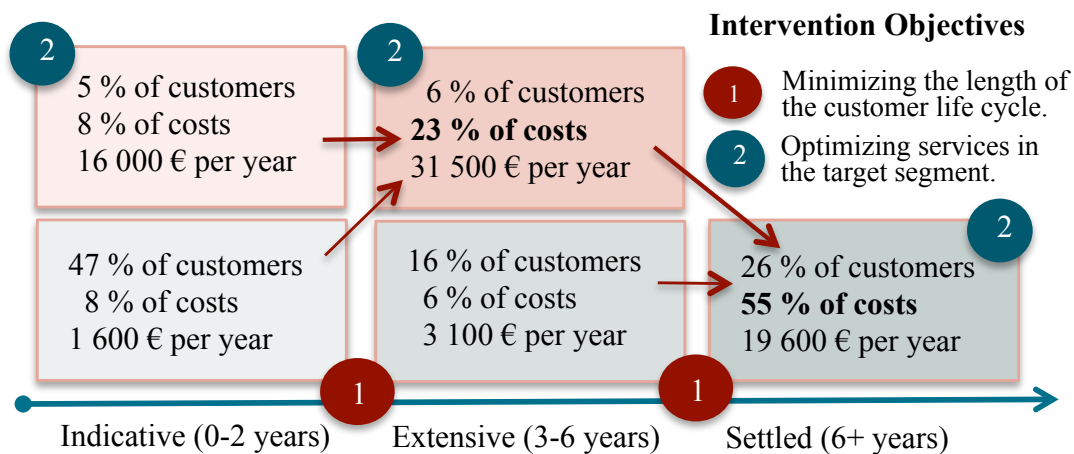 Intervention Objectives
1
Minimizing the length of
the customer life cycle.
2
Optimizing services in
the target segment.
2
5 % of customers
8 % of costs
16 000 € per year
2
6 % of customers
23 % of costs
31 500 € per year
47 % of customers
8 % of costs
1 600 € per year
16 % of customers
6 % of costs
3 100 € per year
2
26 % of customers
55 % of costs
19 600 € per year
1
1
Indicative (0-2 years)
Extensive (3-6 years)
Settled (6+ years)